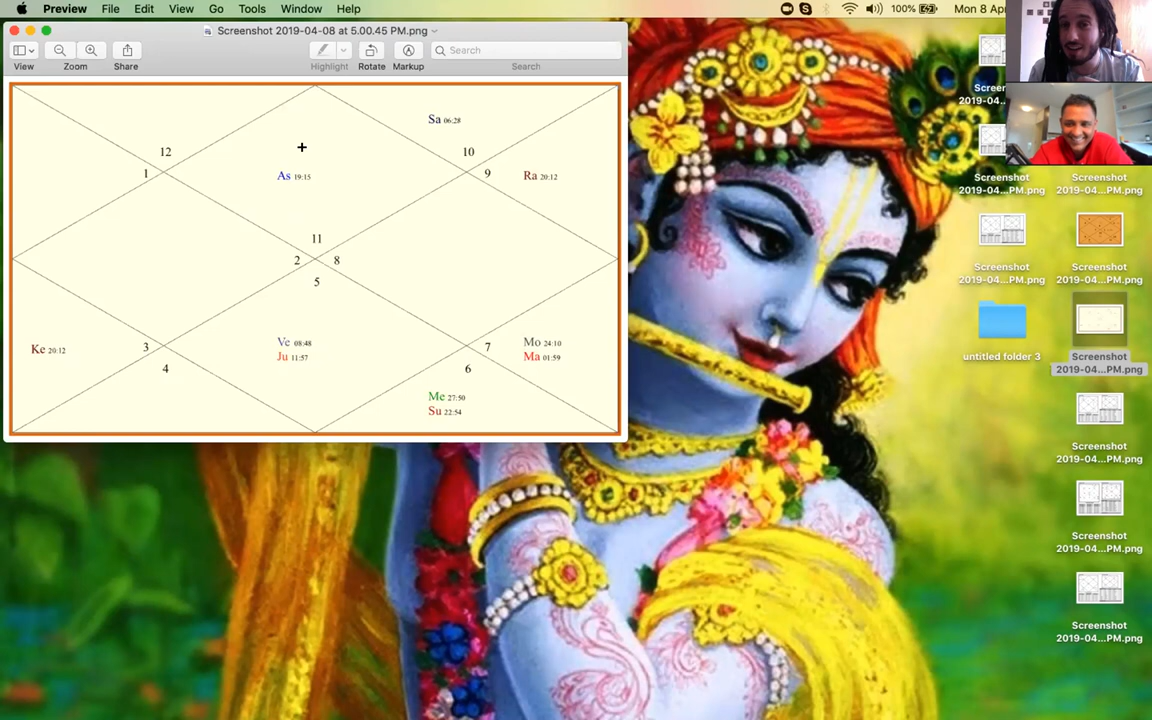 Preview File Edit View Go Tools Window Help
100% Mon 8 Ap
Screenshot 2019-04-08 at 5.00.45 PM.png
Search
View Zoom Share Highlight Rotate Markup Search
Sa 06:28
12 10
1 As 19:15 9 Ra 20:12
11
2 8
5
Ke 20:12 3 Ve 08:48 7 Mo 24:10
Ju 11:57 Ma 01:59
4 6
Me 27:50
Su 22:54
Screen
2019-04..
Screenshot
2019-04...PM.png
Screenshot
2019-04...PM.png
Screenshot
2019-04...PM.png
Screenshot
2019-04...PM.png
untitled folder 3
Screenshot
2019-04...PM.png
Screenshot
2019-04...PM.png
Screenshot
2019-04...PM.png
Screenshot
2019-04...PM.png